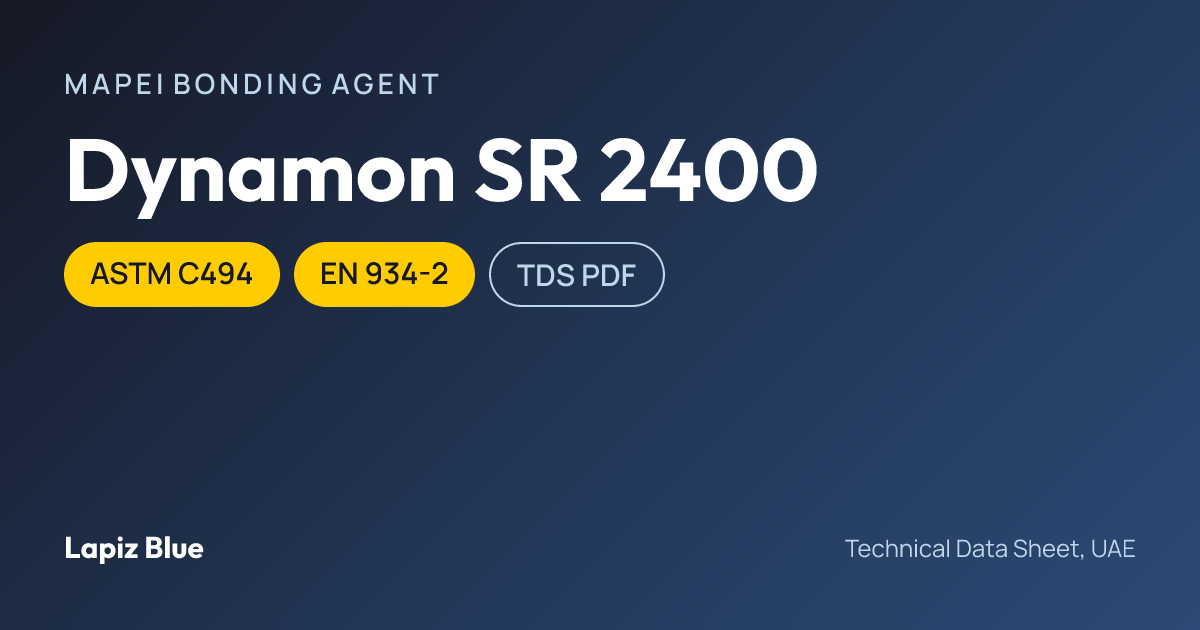 MAPEI BONDING AGENT
Dynamon SR 2400
ASTM C494 EN 934-2 TDS PDF
Lapiz Blue
Technical Data Sheet, UAE